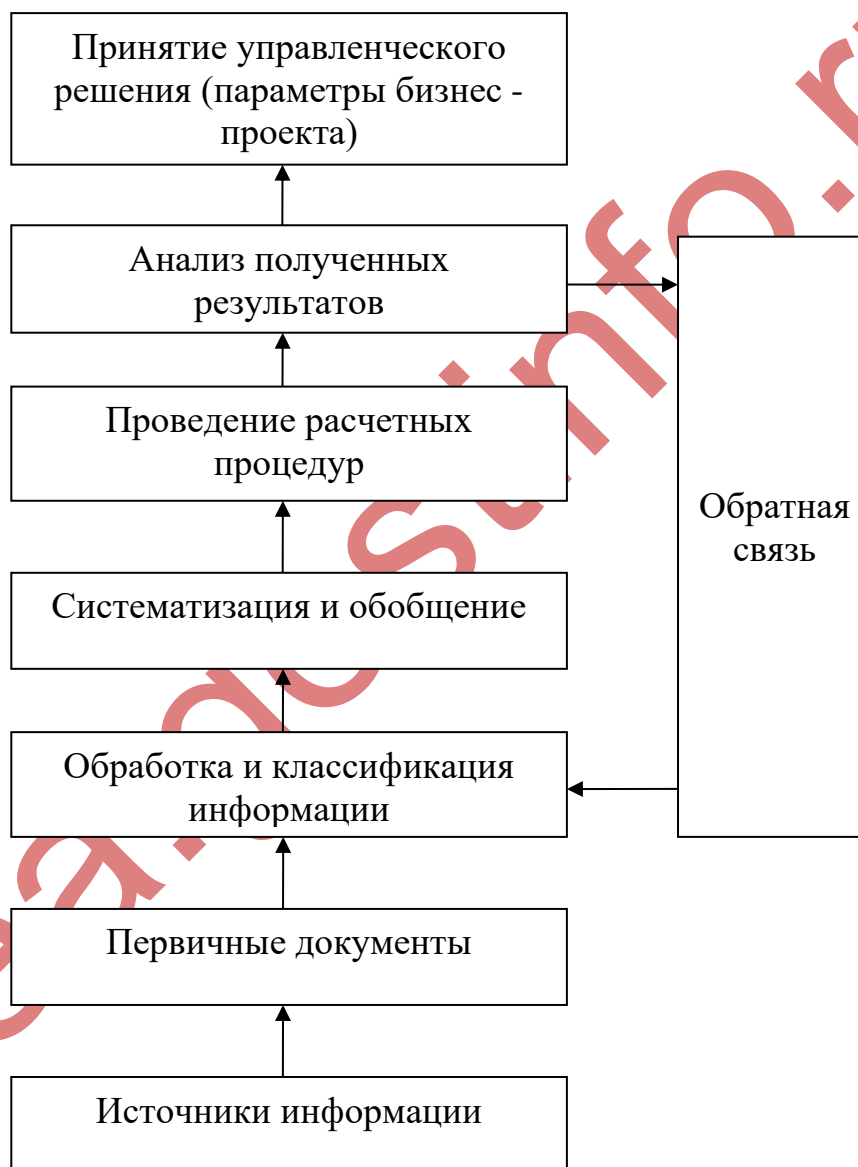 Принятие управленческого
решения (параметры бизнес -
проекта)
Анализ полученных
результатов
Проведение расчетных
процедур
Обратная
связь
Систематизация и обобщение
Обработка и классификация
информации
Первичные документы
Источники информации